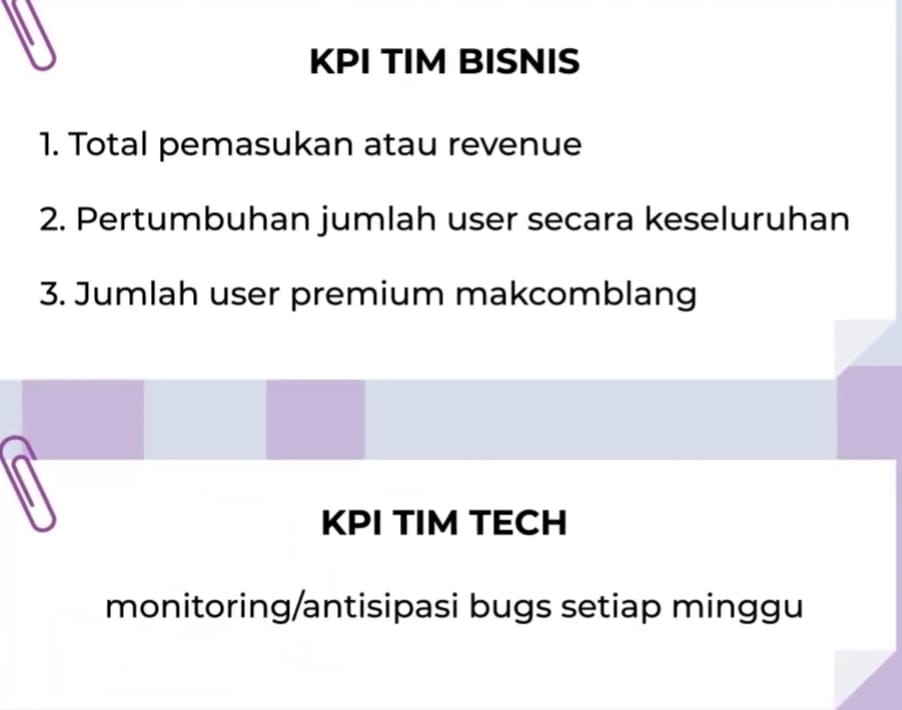 KPI TIM BISNIS
1. Total pemasukan atau revenue
2. Pertumbuhan jumlah user secara keseluruhan
3. Jumlah user premium makcomblang
KPI TIM TECH
monitoring/antisipasi bugs setiap minggu